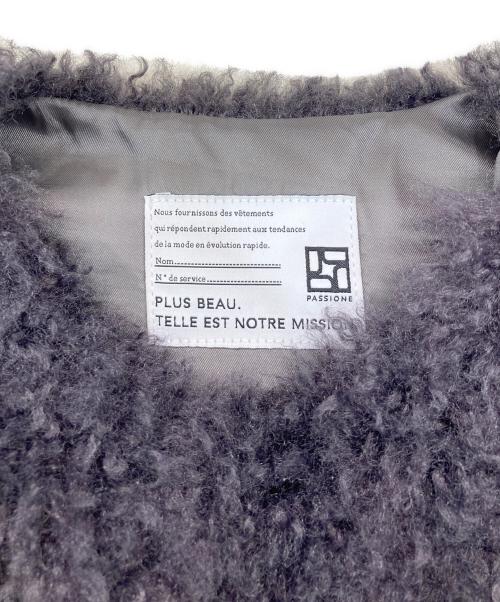 Nous fournissons des vêtements
qui répondent rapidement aux tendances
de la mode en évolution rapide.
Nom
N° de service
PASSIONE
PLUS BEAU.
TELLE EST NOTRE MISSION